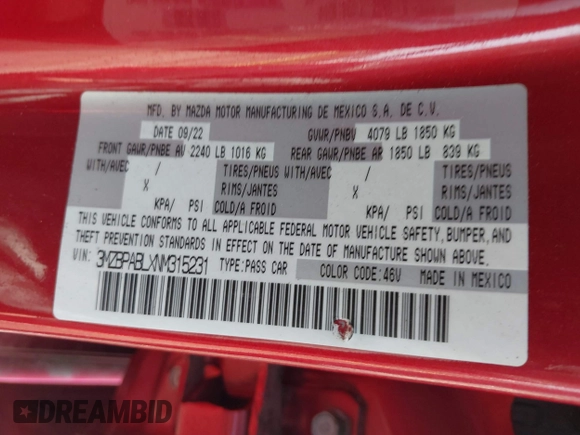 MFD. BY MAZDA MOTOR MANUFACTURING DE MEXICO S.A. DE C.V.
DATE 09/22 GVWR/PNBV 4079 LB 1850 KG
FRONT GAWR/PNBE AV 2240 LB 1016 KG REAR GAWR/PNBE AR 1850 LB 839 KG
WITH/AVEC / TIRES/PNEUS WITH/AVEC / TIRES/PNEUS
X RIMS/JANTES X RIMS/JANTES
KPA/ PSI COLD/A FROID KPA/ PSI COLD/A FROID
THIS VEHICLE CONFORMS TO ALL APPLICABLE FEDERAL MOTOR VEHICLE SAFETY, BUMPER, AND
THEFT PREVENTION STANDARDS IN EFFECT ON THE DATE OF MANUFACTURE SHOWN ABOVE.
VIN: 3MZBPABLXNM315231 TYPE:PASS CAR COLOR CODE:46V MADE IN MEXICO
DREAMBID